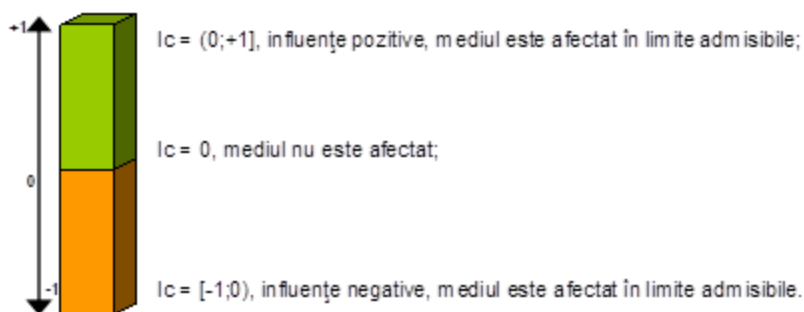 +1
Ic = (0;+1], influenţe pozitive, mediul este afectat în limite admisibile;
Ic = 0, mediul nu este afectat;
0
-1
Ic = [-1;0), influenţe negative, mediul este afectat în limite admisibile.